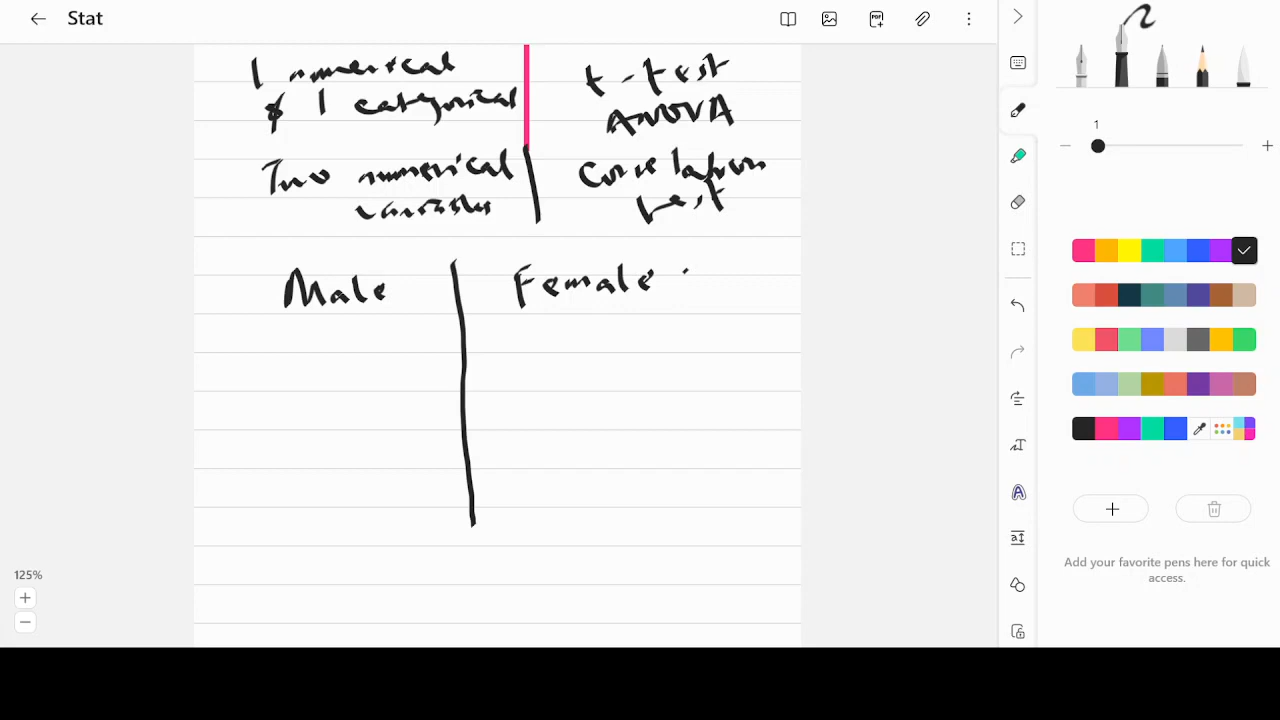 Stat
1 numerical
& 1 categorical
t-test
ANOVA
Two numerical
variables
Correlation
test
Male
Female
1
125%
Add your favorite pens here for quick
access.